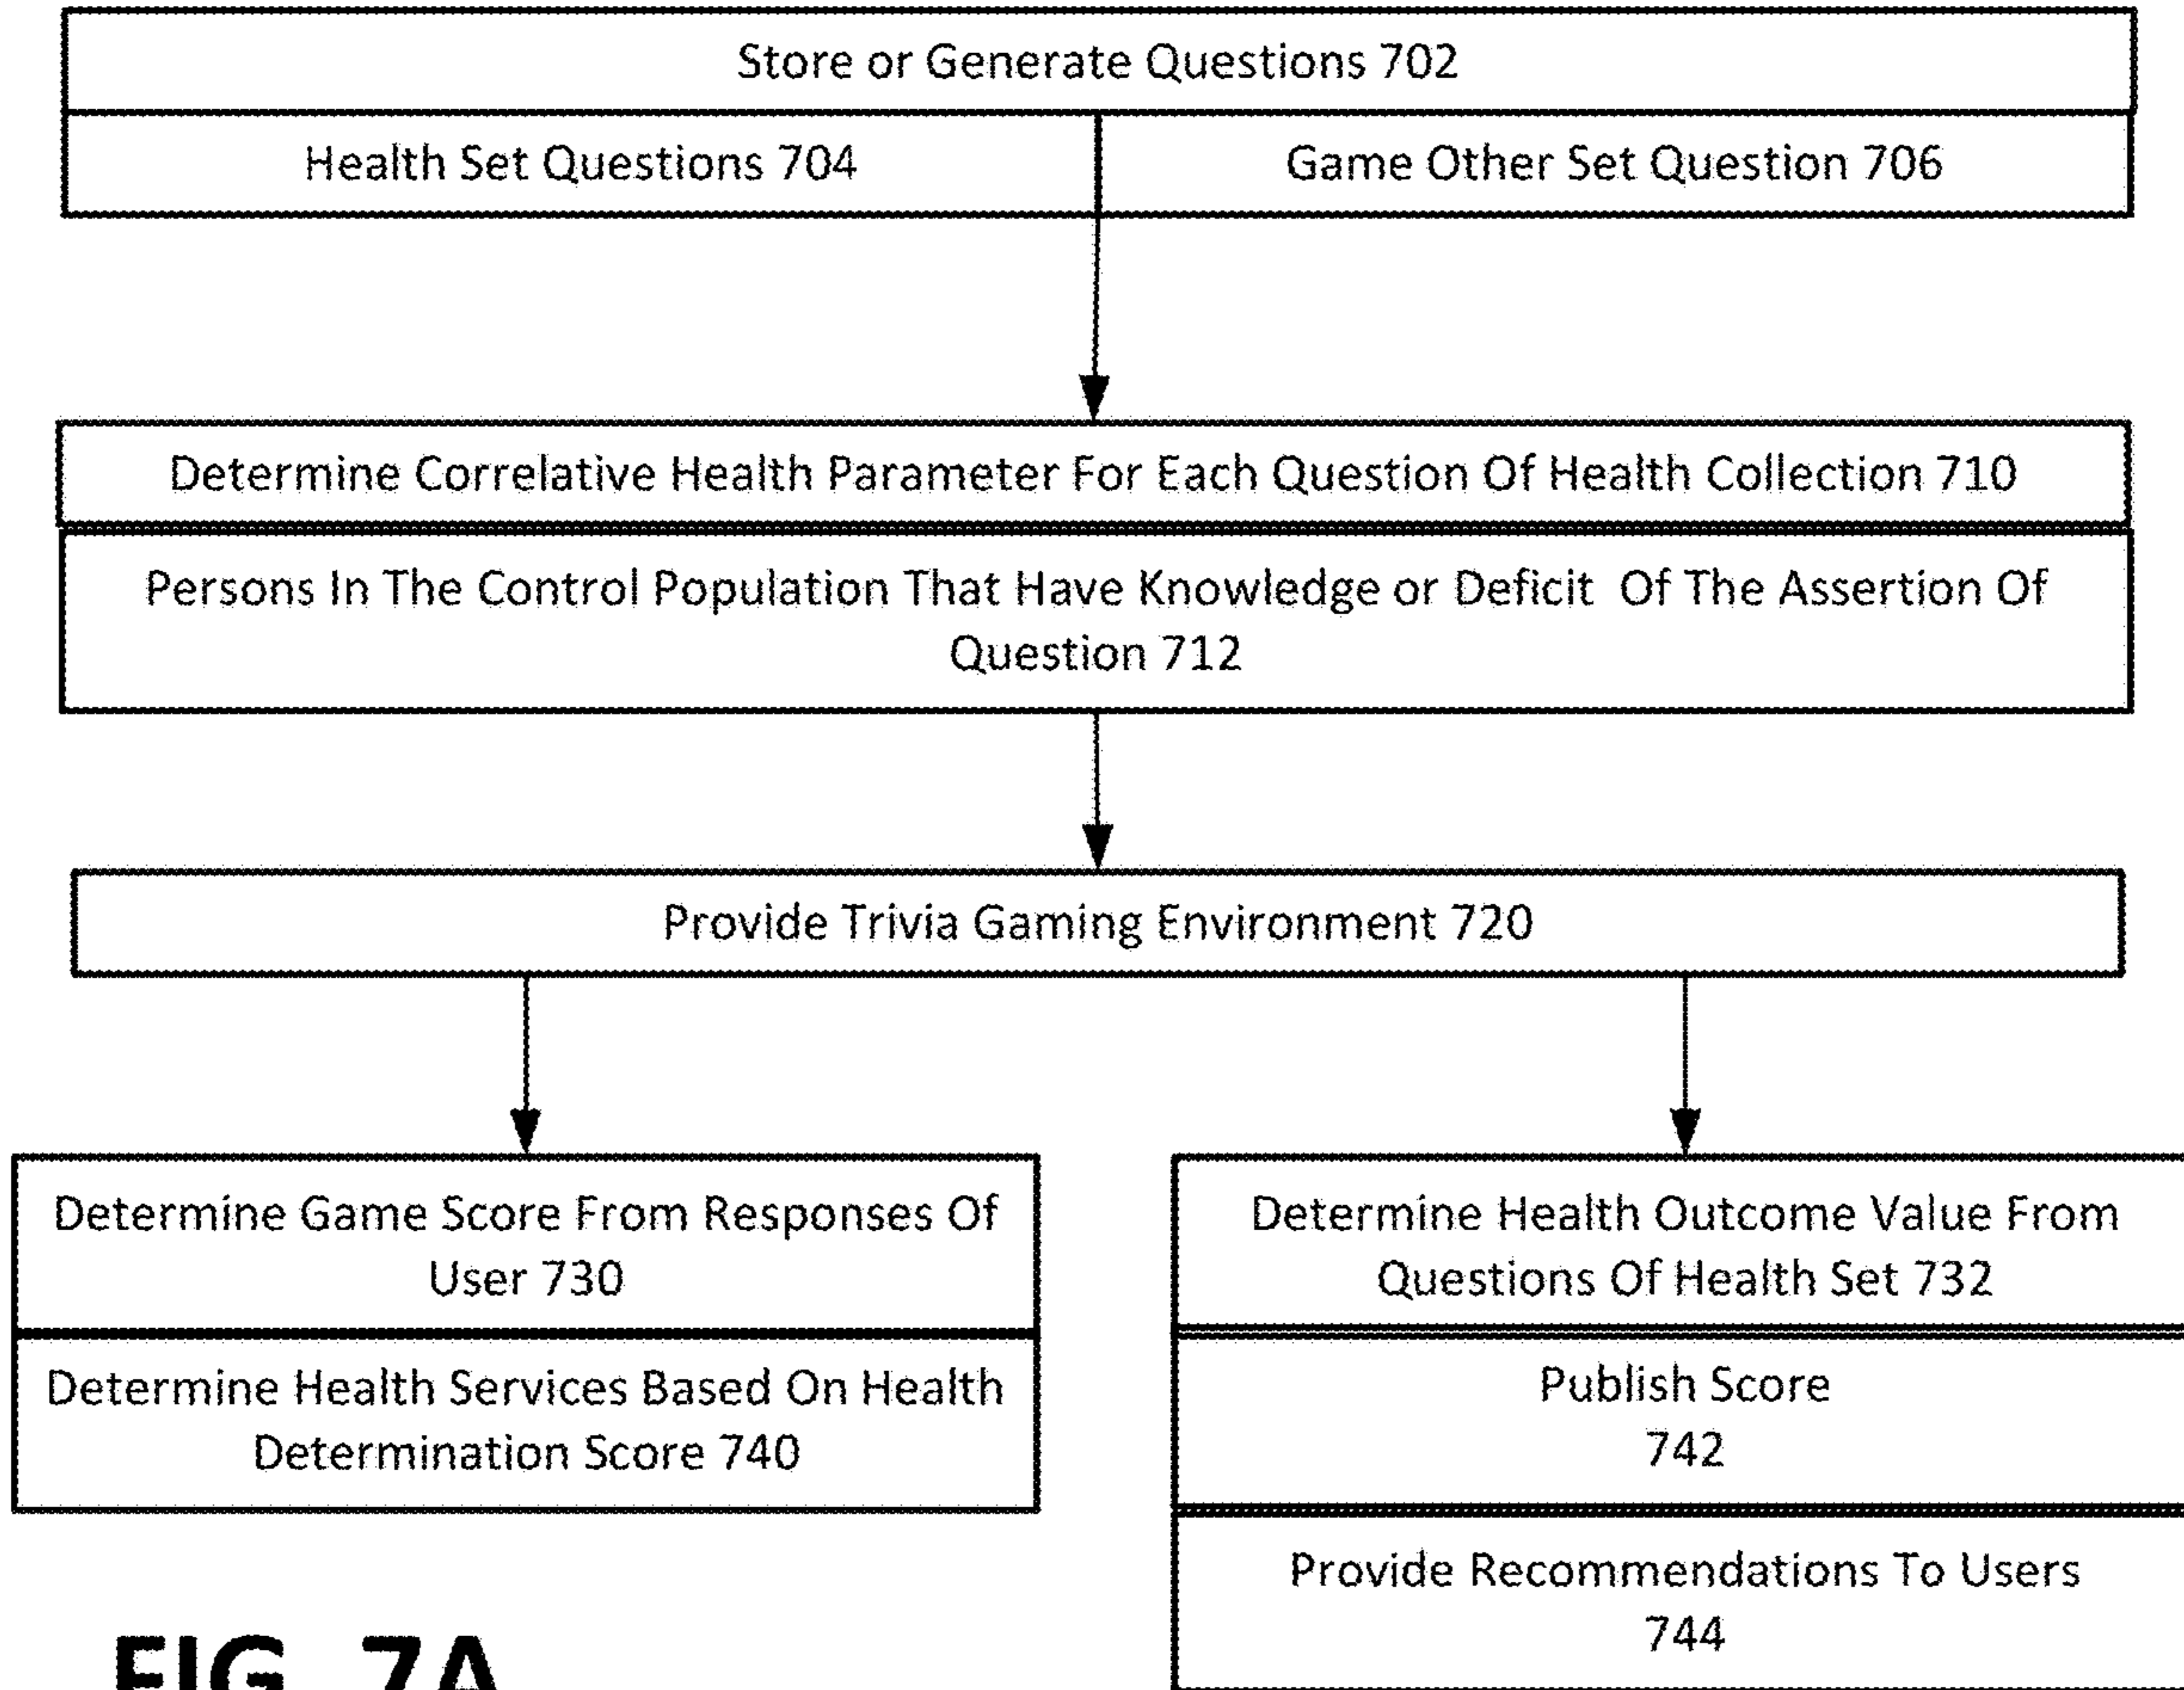 Store or Generate Questions 702
Health Set Questions 704
Game Other Set Question 706
Determine Correlative Health Parameter For Each Question Of Health Collection 710
Persons In The Control Population That Have Knowledge or Deficit Of The Assertion Of
Question 712
Provide Trivia Gaming Environment 720
Determine Game Score From Responses Of
User 730
Determine Health Services Based On Health
Determination Score 740
Determine Health Outcome Value From
Questions Of Health Set 732
Publish Score
742
Provide Recommendations To Users
744
FIG. 7A